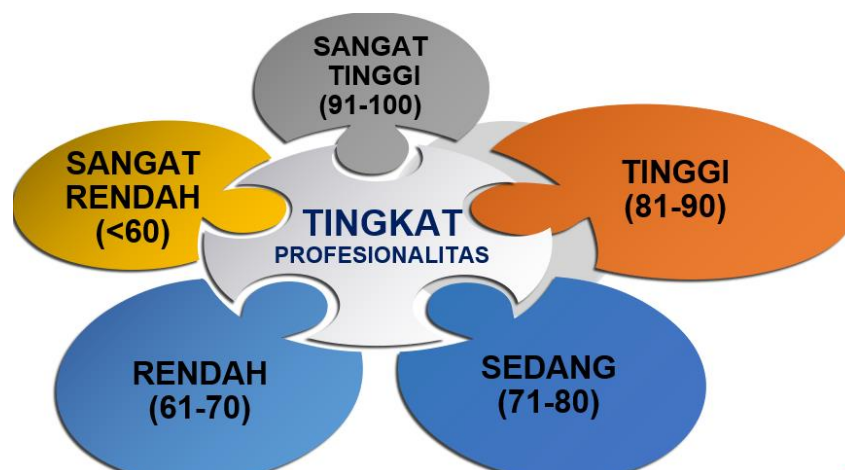 SANGAT
TINGGI
(91-100)
TINGGI
(81-90)
SANGAT
RENDAH
(<60)
TINGKAT
PROFESIONALITAS
SEDANG
(71-80)
RENDAH
(61-70)